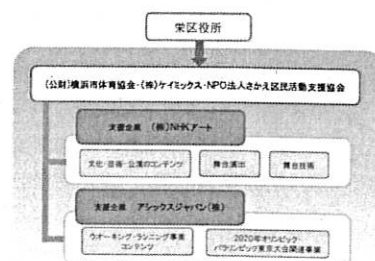 栄区役所
(公財)横浜市体育協会・(株)ケイミックス・NPO法人さかえ区民活動支援協会
支援企業 (株)NHKアート
文化・芸術・公演のコンテンツ
舞台演出
舞台技術
支援企業 アシックスジャパン(株)
ウオーキング・ランニング事業
コンテンツ
2020年オリンピック・
パラリンピック東京大会関連事業